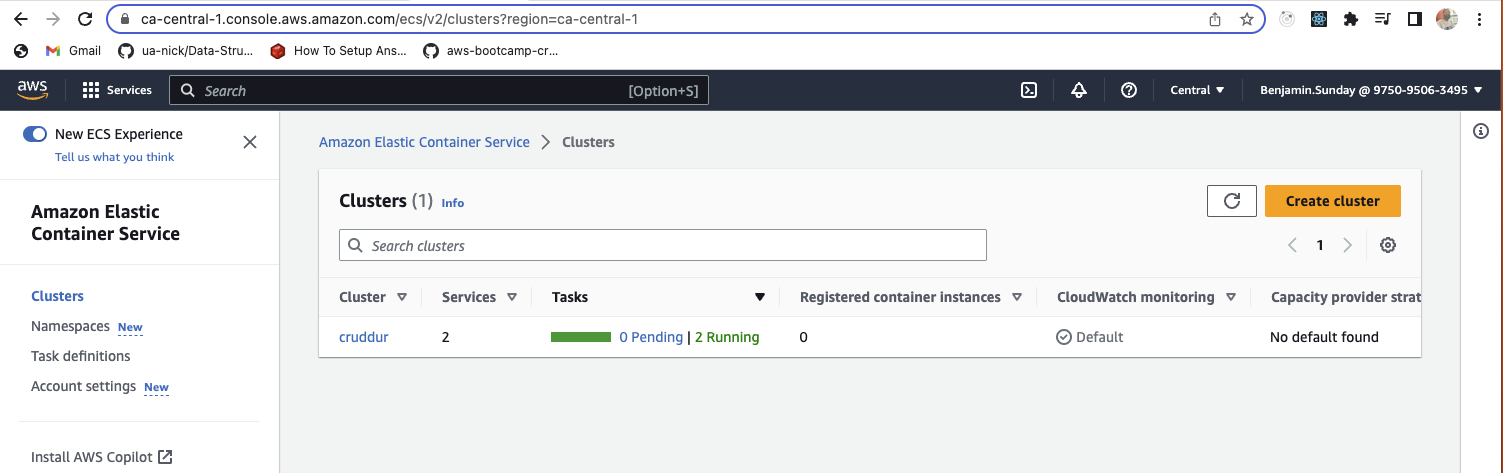 ca-central-1.console.aws.amazon.com/ecs/v2/clusters?region=ca-central-1
Gmail ua-nick/Data-Stru... How To Setup Ans... aws-bootcamp-cr...
aws Services Search [Option+S] Central Benjamin.Sunday @ 9750-9506-3495
New ECS Experience
Tell us what you think
Amazon Elastic
Container Service
Clusters
Namespaces New
Task definitions
Account settings New
Install AWS Copilot
Amazon Elastic Container Service Clusters
Clusters (1) Info
Create cluster
Search clusters
1
Cluster Services Tasks Registered container instances CloudWatch monitoring Capacity provider strat
cruddur 2 0 Pending | 2 Running 0 Default No default found